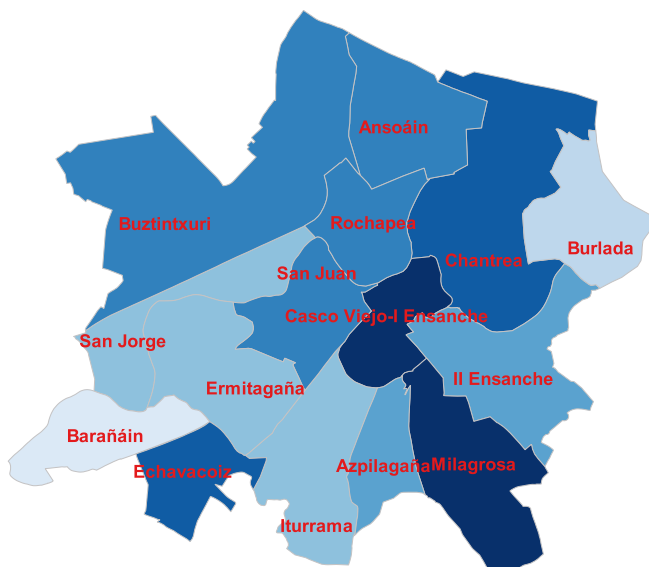 Ansoáin
Buztintxuri
Rochapea
Burlada
Chantrea
San Juan
Casco Viejo-I Ensanche
San Jorge
II Ensanche
Ermitagaña
Barañáin
Echavacoiz
Azpilagaña
Milagrosa
Iturrama